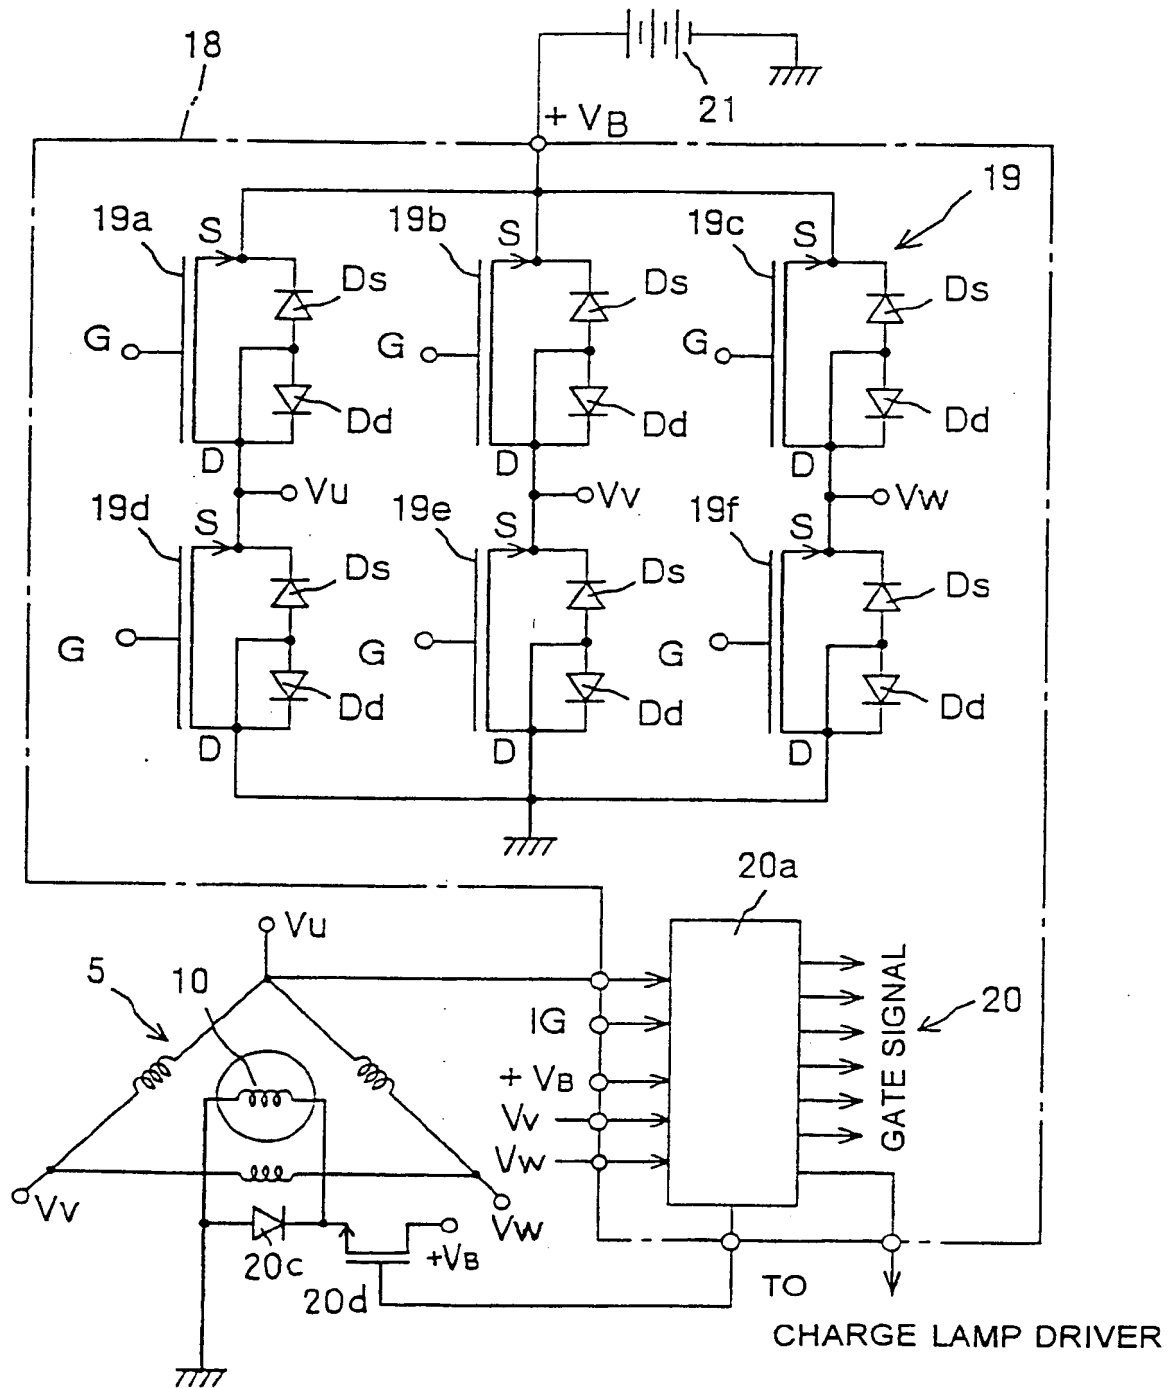 18
21
+ VB
19
19a
S
19b
S
19c
S
Ds
Ds
Ds
G
G
G
Dd
Dd
Dd
D
D
D
Vu
Vv
Vw
19d
S
19e
S
19f
S
Ds
Ds
Ds
G
G
G
Dd
Dd
Dd
D
D
D
20a
Vu
5
10
IG
+ VB
Vv
Vw
GATE SIGNAL
20
Vv
Vw
20c
+VB
20d
TO
CHARGE LAMP DRIVER